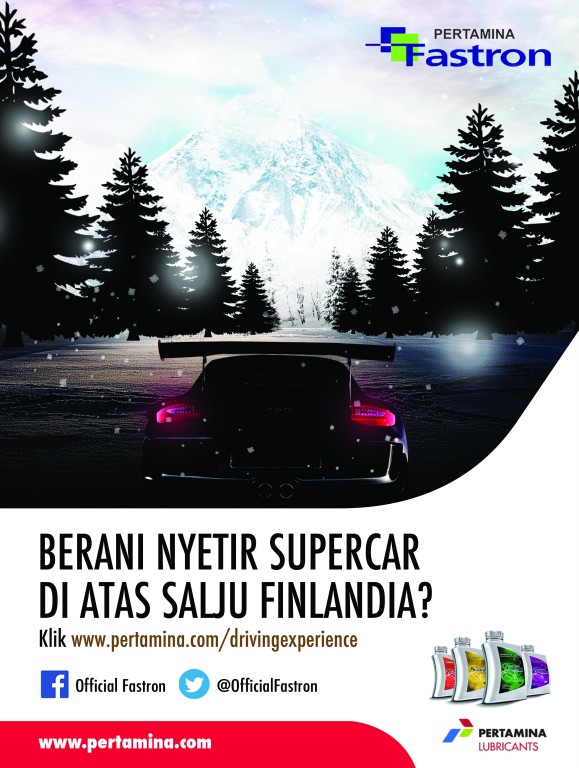 PERTAMINA
Fastron
BERANI NYETIR SUPERCAR
DI ATAS SALJU FINLANDIA?
Klik www.pertamina.com/drivingexperience
Official Fastron
@OfficialFastron
PERTAMINA
LUBRICANTS
www.pertamina.com